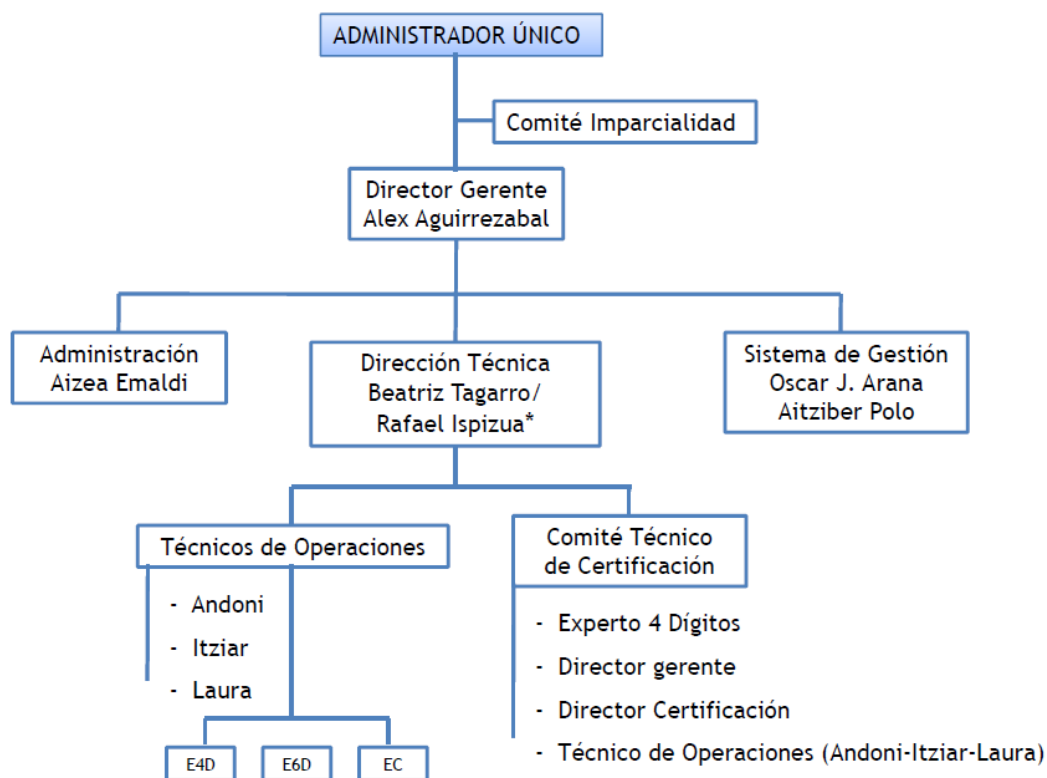 ADMINISTRADOR ÚNICO
Comité Imparcialidad
Director Gerente
Alex Aguirrezabal
Administración
Aizea Emaldi
Dirección Técnica
Beatriz Tagarro/
Rafael Ispizua*
Sistema de Gestión
Oscar J. Arana
Aitziber Polo
Técnicos de Operaciones
- Andoni
- Itziar
- Laura
Comité Técnico
de Certificación
- Experto 4 Dígitos
- Director gerente
- Director Certificación
- Técnico de Operaciones (Andoni-Itziar-Laura)
E4D
E6D
EC